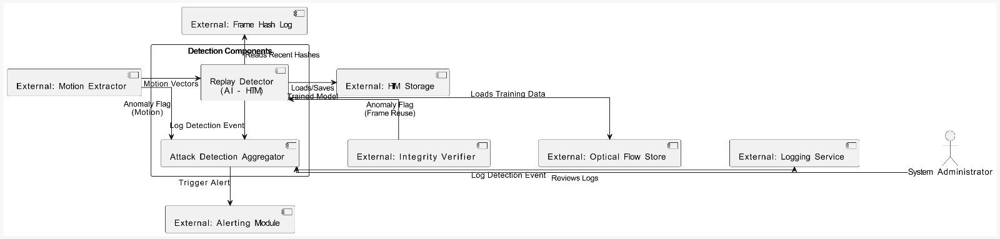 External: Frame Hash Log
Detection Components
Reads Recent Hashes
External: Motion Extractor
Motion Vectors
Replay Detector
(AI - HTM)
Loads/Saves
Trained Model
External: HTM Storage
Loads Training Data
Anomaly Flag
(Motion)
Anomaly Flag
(Frame Reuse)
Log Detection Event
Attack Detection Aggregator
External: Integrity Verifier
External: Optical Flow Store
External: Logging Service
System Administrator
Log Detection Event
Reviews Logs
Trigger Alert
External: Alerting Module